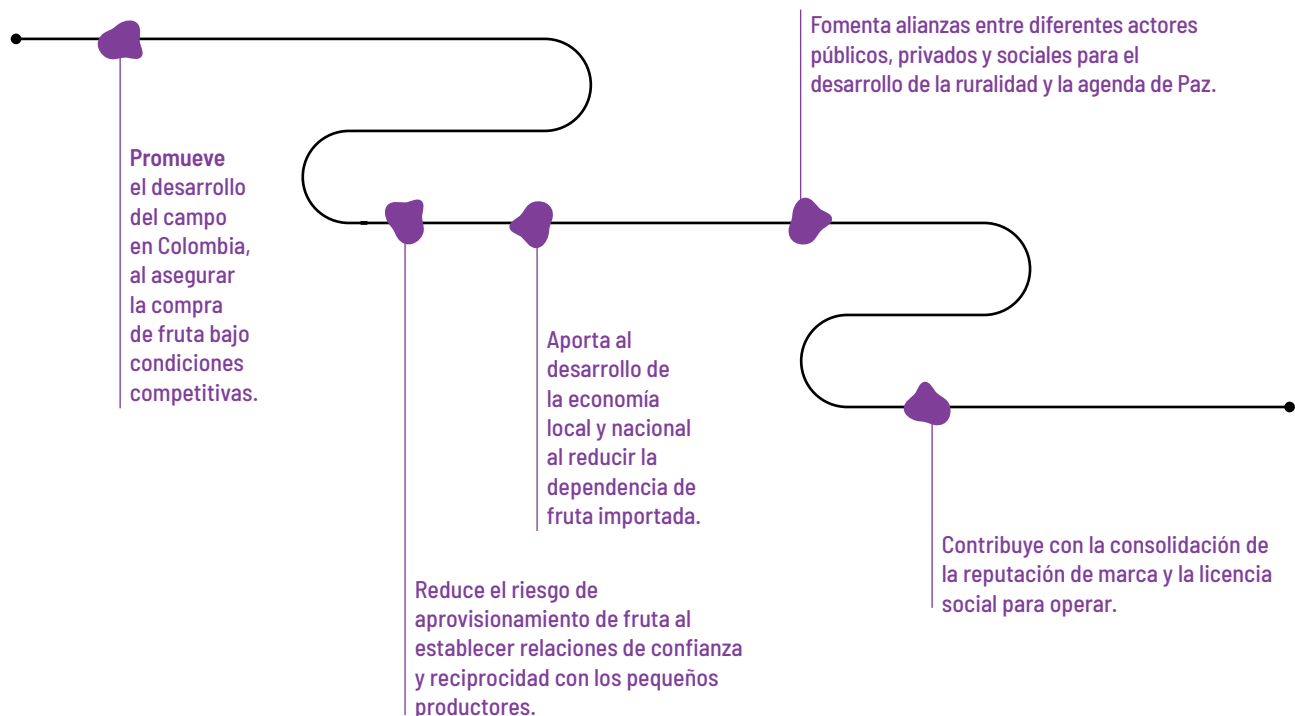 Promueve
el desarrollo
del campo
en Colombia,
al asegurar
la compra
de fruta bajo
condiciones
competitivas.
Reduce el riesgo de
aprovisionamiento de fruta al
establecer relaciones de confianza
y reciprocidad con los pequeños
productores.
Aporta al
desarrollo de
la economía
local y nacional
al reducir la
dependencia de
fruta importada.
Fomenta alianzas entre diferentes actores
públicos, privados y sociales para el
desarrollo de la ruralidad y la agenda de Paz.
Contribuye con la consolidación de
la reputación de marca y la licencia
social para operar.